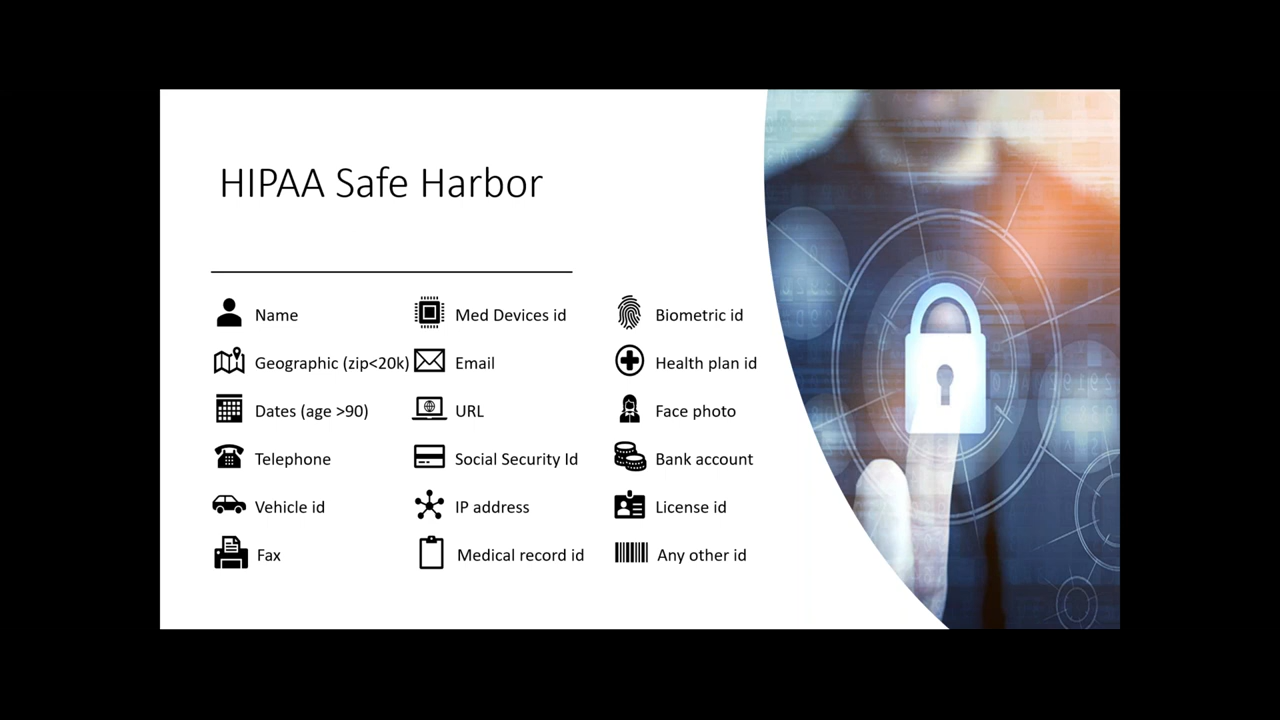 HIPAA Safe Harbor
Name
Geographic (zip<20k)
Dates (age >90)
Telephone
Vehicle id
Fax
Med Devices id
Email
URL
Social Security Id
IP address
Medical record id
Biometric id
Health plan id
Face photo
Bank account
License id
Any other id